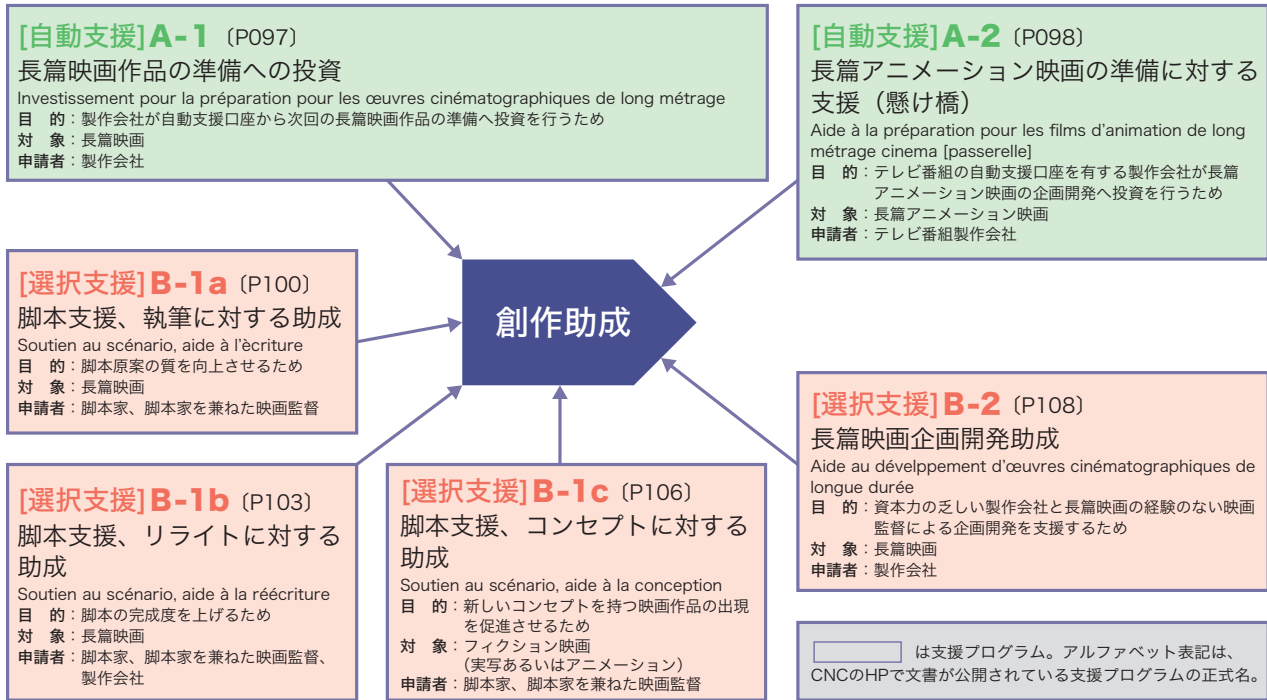 [自動支援]A-1〔P097〕
長篇映画作品の準備への投資
Investissement pour la préparation pour les œuvres cinématographiques de long métrage
目　的：製作会社が自動支援口座から次回の長篇映画作品の準備へ投資を行うため
対　象：長篇映画
申請者：製作会社
[自動支援]A-2〔P098〕
長篇アニメーション映画の準備に対する
支援（懸け橋）
Aide à la préparation pour les films d'animation de long
métrage cinema [passerelle]
目　的：テレビ番組の自動支援口座を有する製作会社が長篇
アニメーション映画の企画開発へ投資を行うため
対　象：長篇アニメーション映画
申請者：テレビ番組製作会社
[選択支援]B-1a〔P100〕
脚本支援、執筆に対する助成
Soutien au scénario, aide à l'ècriture
目　的：脚本原案の質を向上させるため
対　象：長篇映画
申請者：脚本家、脚本家を兼ねた映画監督
創作助成
[選択支援]B-1b〔P103〕
脚本支援、リライトに対する
助成
Soutien au scénario, aide à la réécriture
目　的：脚本の完成度を上げるため
対　象：長篇映画
申請者：脚本家、脚本家を兼ねた映画監督、
製作会社
[選択支援]B-1c〔P106〕
脚本支援、コンセプトに対する
助成
Soutien au scénario, aide à la conception
目　的：新しいコンセプトを持つ映画作品の出現
を促進させるため
対　象：フィクション映画
（実写あるいはアニメーション）
申請者：脚本家、脚本家を兼ねた映画監督
[選択支援]B-2〔P108〕
長篇映画企画開発助成
Aide au dévelppement d'œuvres cinématographiques de
longue durée
目　的：資本力の乏しい製作会社と長篇映画の経験のない映画
監督による企画開発を支援するため
対　象：長篇映画
申請者：製作会社
は支援プログラム。アルファベット表記は、
CNCのHPで文書が公開されている支援プログラムの正式名。